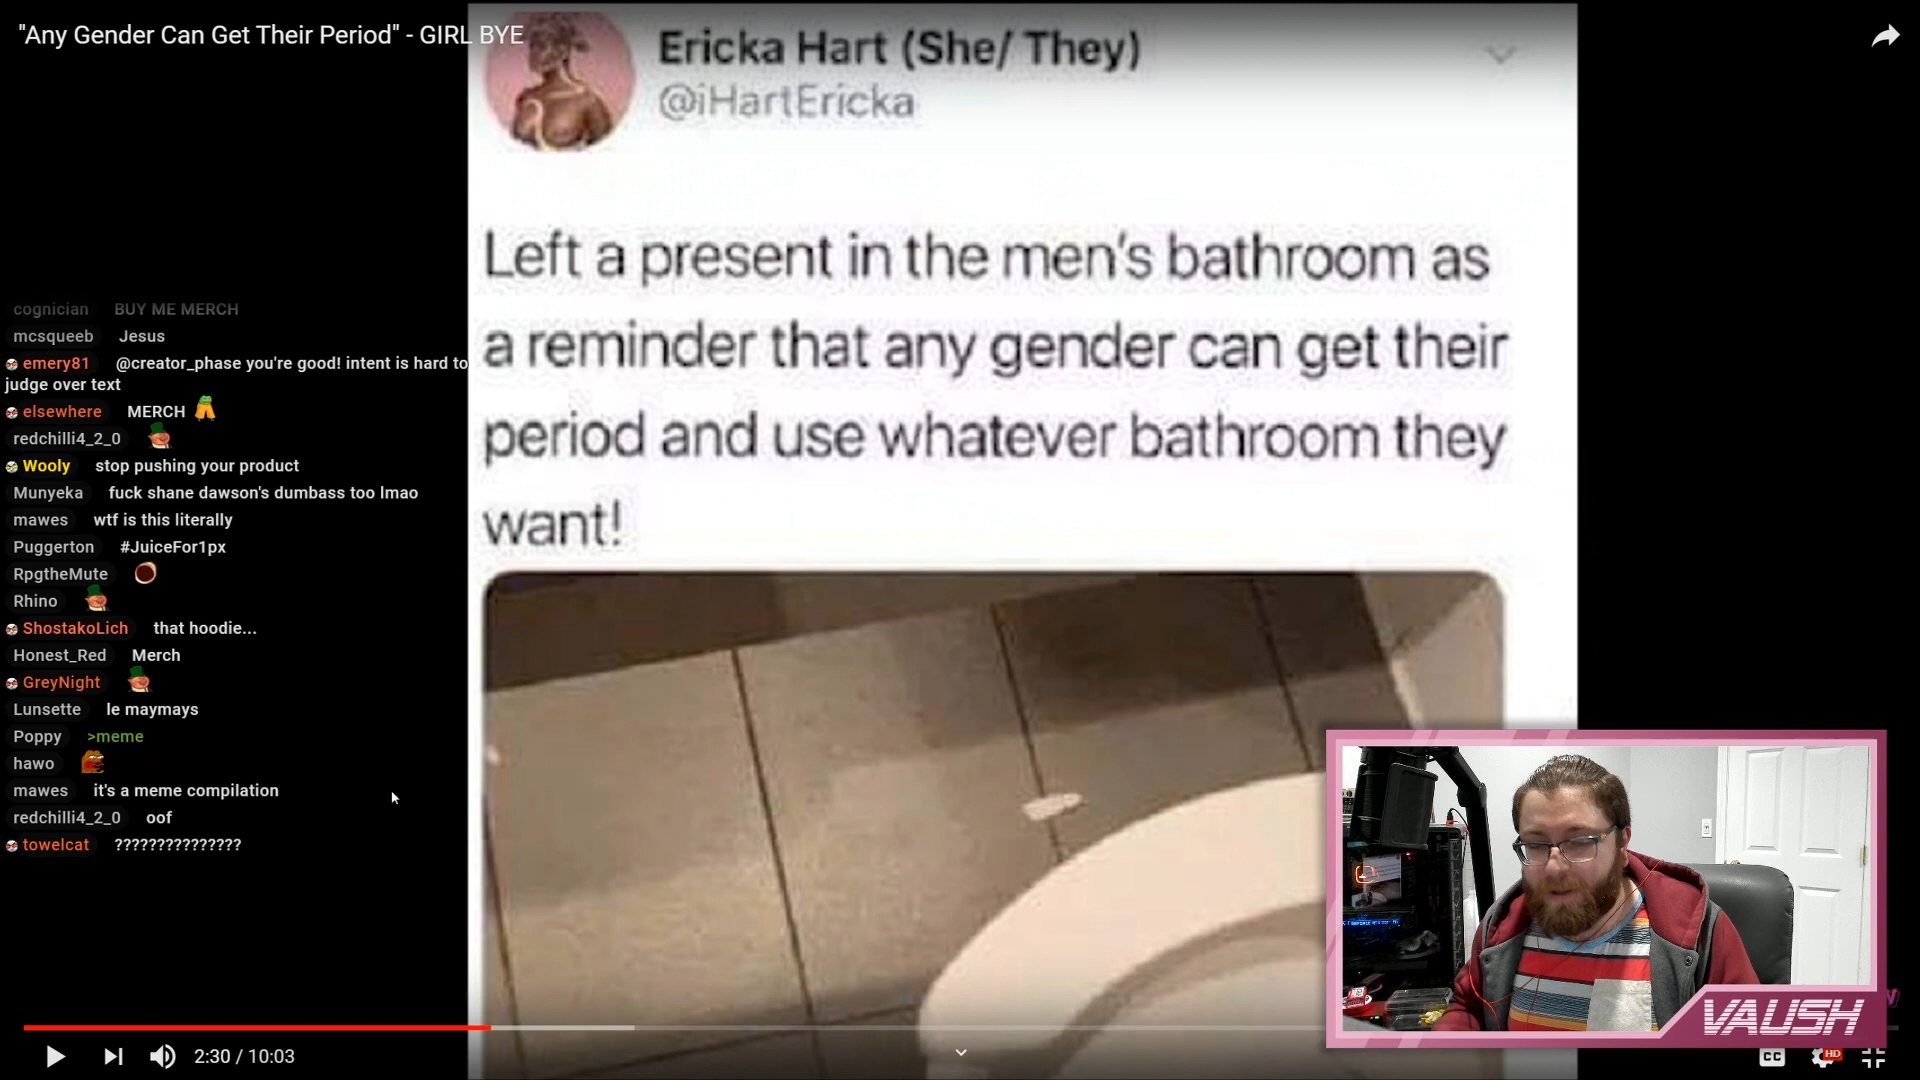 "Any Gender Can Get Their Period" - GIRL BYE
Ericka Hart (She/ They)
@iHartEricka
Left a present in the men's bathroom as
a reminder that any gender can get their
period and use whatever bathroom they
want!
cognician BUY ME MERCH
mcsqueeb Jesus
emery81 @creator_phase you're good! intent is hard to
judge over text
elsewhere MERCH
redchilli4_2_0
Wooly stop pushing your product
Munyeka fuck shane dawson's dumbass too lmao
mawes wtf is this literally
Puggerton #JuiceFor1px
RpgtheMute
Rhino
ShostakoLich that hoodie...
Honest_Red Merch
GreyNight
Lunsette le maymays
Poppy >meme
hawo
mawes it's a meme compilation
redchilli4_2_0 oof
towelcat ???????????????
VAUSH
2:30 / 10:03
CC
HD